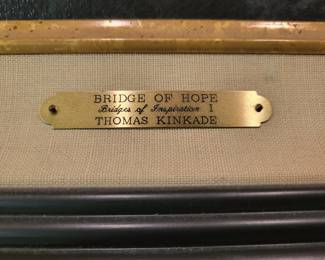 BRIDGE OF HOPE
Bridges of Inspiration I
THOMAS KINKADE